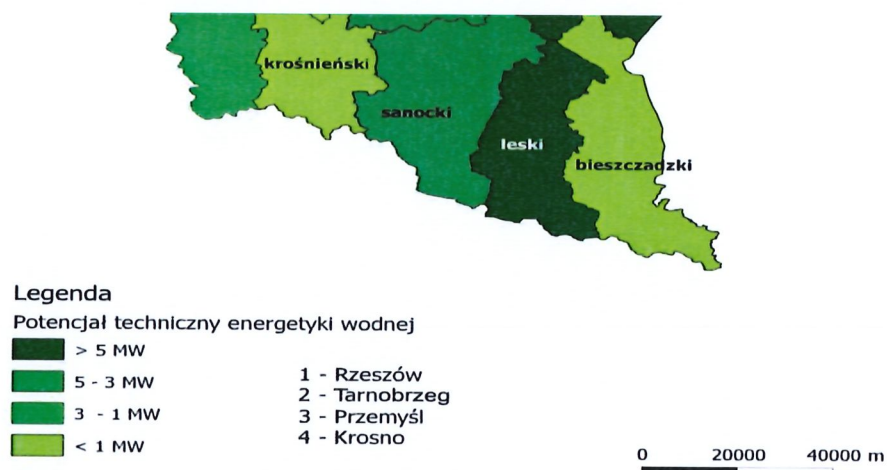 krośnieński
sanocki
leski
bieszczadzki
Legenda
Potencjał techniczny energetyki wodnej
> 5 MW
5 - 3 MW
3 - 1 MW
< 1 MW
1 - Rzeszów
2 - Tarnobrzeg
3 - Przemyśl
4 - Krosno
0 20000 40000 m